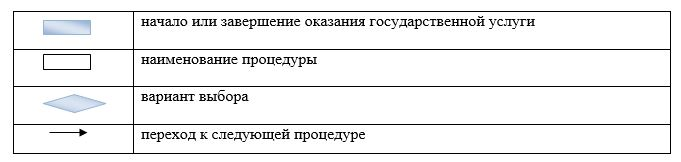 начало или завершение оказания государственной услуги
наименование процедуры
вариант выбора
переход к следующей процедуре